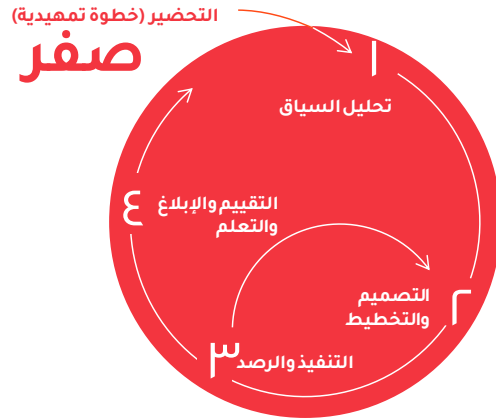 التحضير (خطوة تمهيدية)
صفر
١
تحليل السياق
٢
التصميم
والتخطيط
٣
التنفيذ والرصد
٤
التقييم والإبلاغ
والتعلم